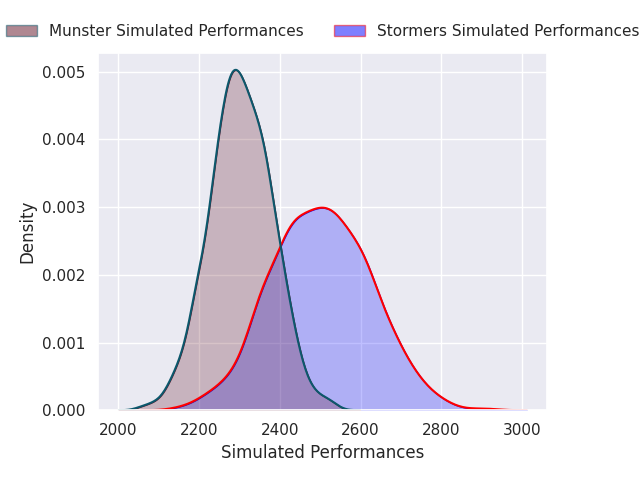 Munster Simulated Performances
Stormers Simulated Performances
0.005
0.004
0.003
0.002
0.001
0.000
Density
2000 2200 2400 2600 2800 3000
Simulated Performances